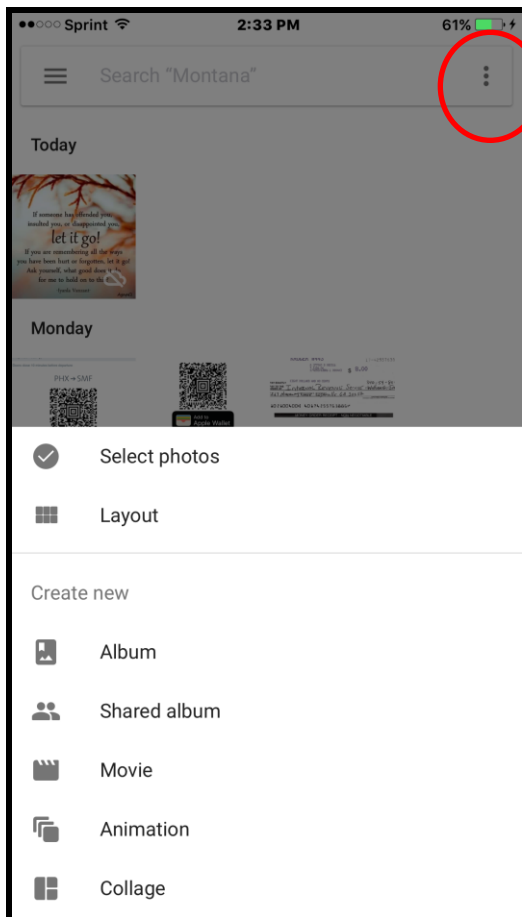 Sprint 2:33 PM 61%
Search “Montana”
Today
If someone has offended you,
insulted you, or disappointed you,
let it go!
If you are remembering all the ways
you have been hurt or forgotten, let it go!
Ask yourself, what good does it do
for me to hold on to this?
Monday
PHX → SMF
Add to
Apple Wallet
Select photos
Layout
Create new
Album
Shared album
Movie
Animation
Collage